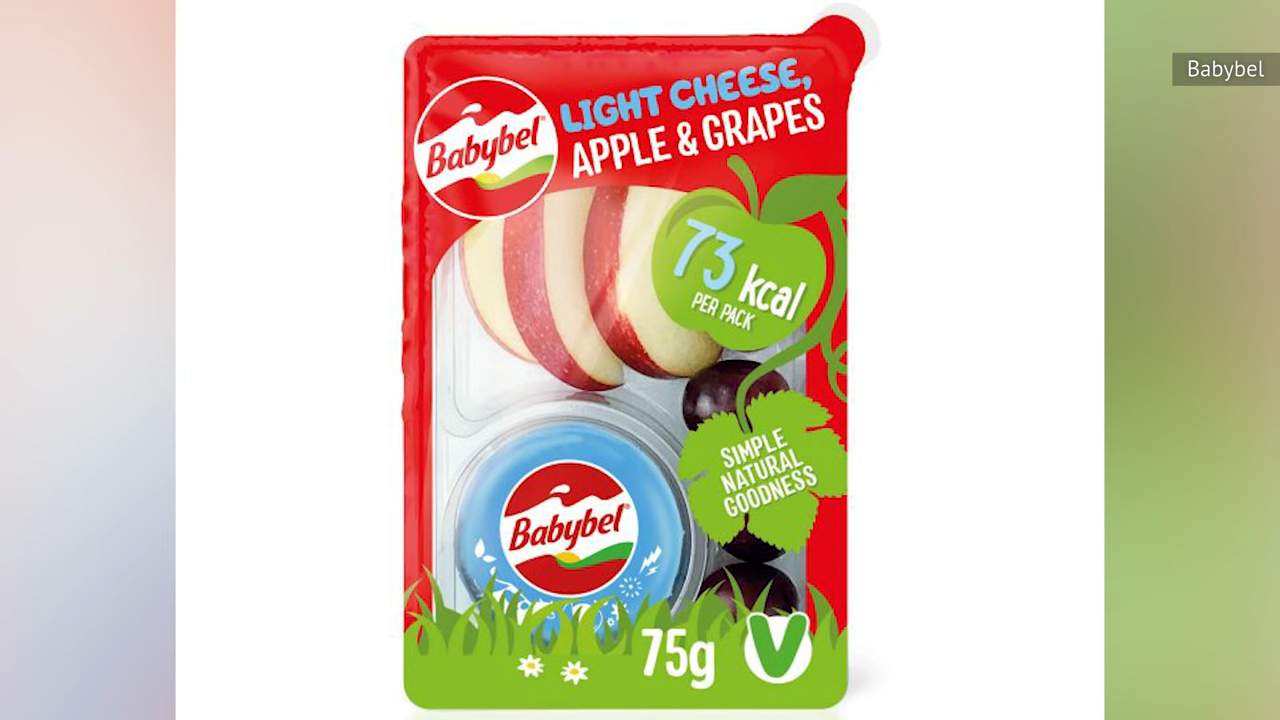 Babybel
LIGHT CHEESE,
APPLE & GRAPES
Babybel
73 kcal
PER PACK
SIMPLE
NATURAL
GOODNESS
Babybel
75g
V